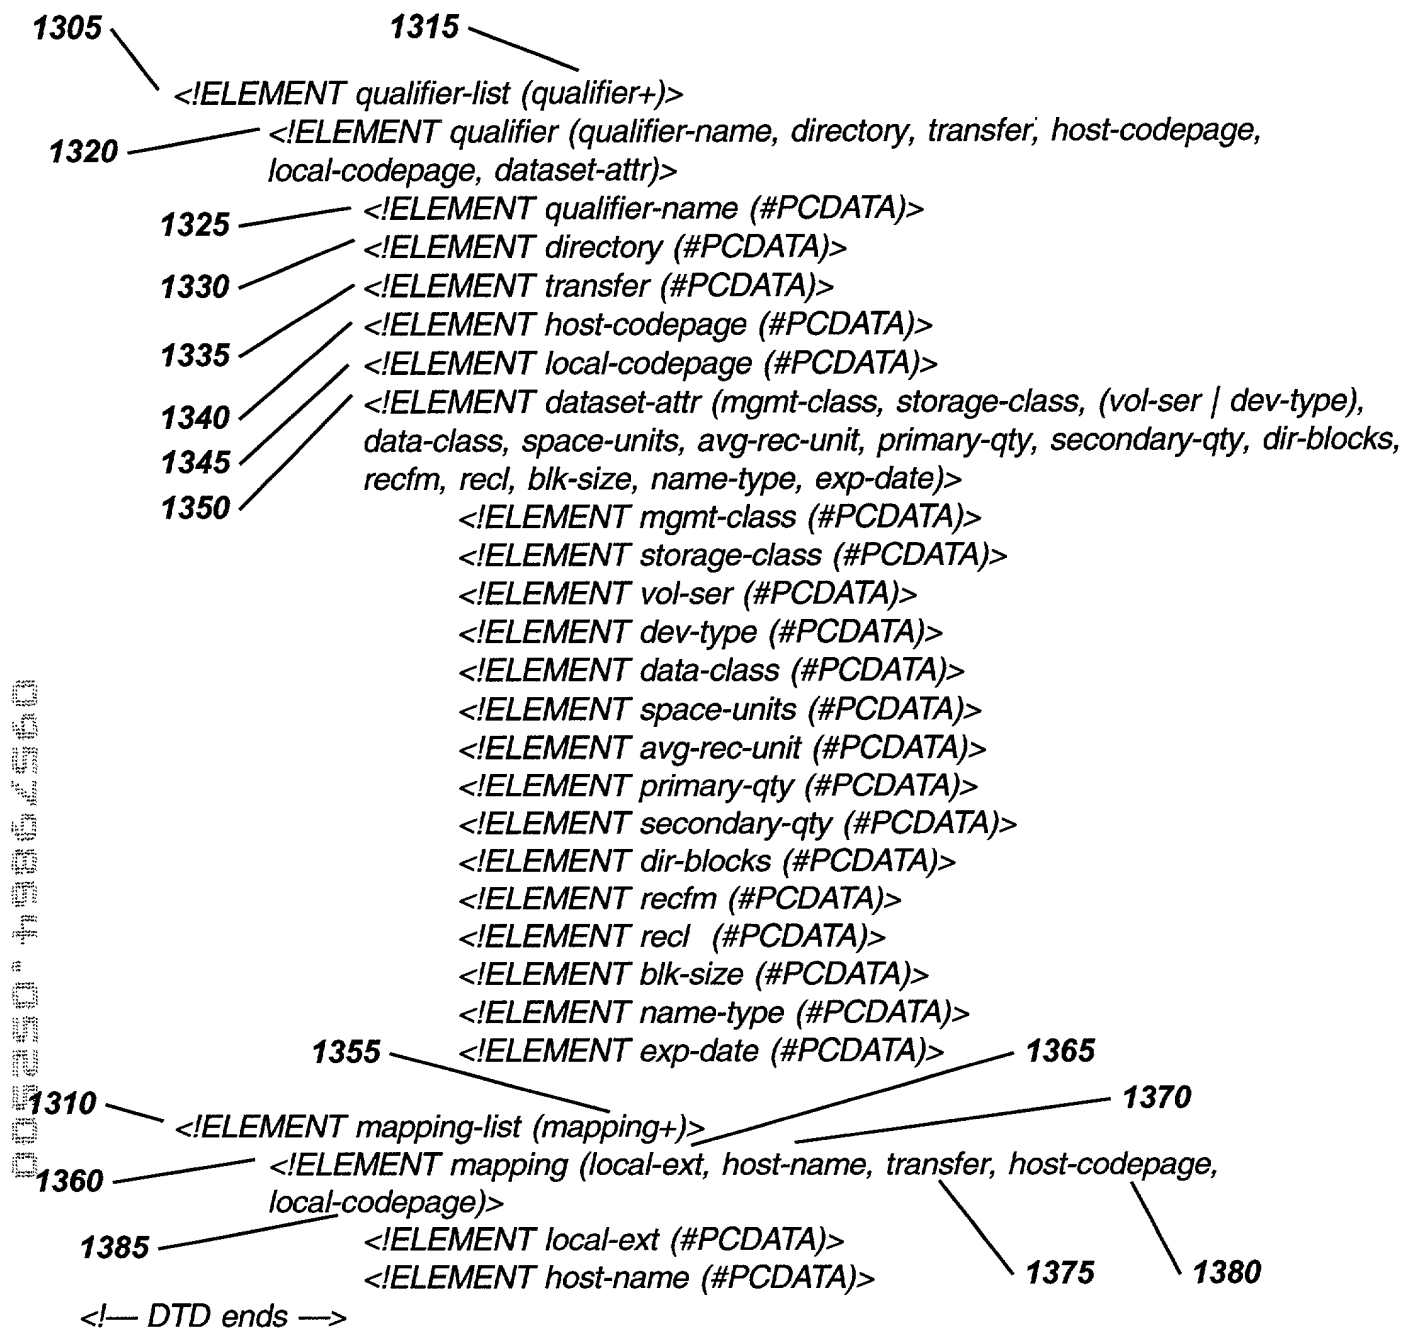 1305
1315
<!ELEMENT qualifier-list (qualifier+)>
1320
<!ELEMENT qualifier (qualifier-name, directory, transfer, host-codepage,
local-codepage, dataset-attr)>
1325
<!ELEMENT qualifier-name (#PCDATA)>
<!ELEMENT directory (#PCDATA)>
1330
<!ELEMENT transfer (#PCDATA)>
<!ELEMENT host-codepage (#PCDATA)>
1335
<!ELEMENT local-codepage (#PCDATA)>
1340
<!ELEMENT dataset-attr (mgmt-class, storage-class, (vol-ser | dev-type),
data-class, space-units, avg-rec-unit, primary-qty, secondary-qty, dir-blocks,
1345
recfm, recl, blk-size, name-type, exp-date)>
1350
<!ELEMENT mgmt-class (#PCDATA)>
<!ELEMENT storage-class (#PCDATA)>
<!ELEMENT vol-ser (#PCDATA)>
<!ELEMENT dev-type (#PCDATA)>
<!ELEMENT data-class (#PCDATA)>
<!ELEMENT space-units (#PCDATA)>
<!ELEMENT avg-rec-unit (#PCDATA)>
<!ELEMENT primary-qty (#PCDATA)>
<!ELEMENT secondary-qty (#PCDATA)>
<!ELEMENT dir-blocks (#PCDATA)>
<!ELEMENT recfm (#PCDATA)>
<!ELEMENT recl (#PCDATA)>
<!ELEMENT blk-size (#PCDATA)>
<!ELEMENT name-type (#PCDATA)>
1355
<!ELEMENT exp-date (#PCDATA)>
1365
1310
1370
<!ELEMENT mapping-list (mapping+)>
1360
<!ELEMENT mapping (local-ext, host-name, transfer, host-codepage,
local-codepage)>
1385
<!ELEMENT local-ext (#PCDATA)>
<!ELEMENT host-name (#PCDATA)>
1375
1380
<!— DTD ends —>